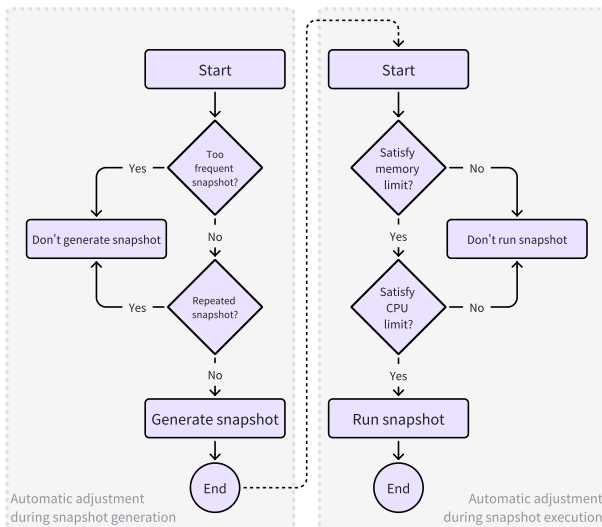 Start
Too
frequent
snapshot?
Yes
Don't generate snapshot
No
Repeated
snapshot?
Yes
No
Generate snapshot
End
Automatic adjustment
during snapshot generation
Start
Satisfy
memory
limit?
No
Don't run snapshot
Yes
Satisfy
CPU
limit?
No
Yes
Run snapshot
End
Automatic adjustment
during snapshot execution